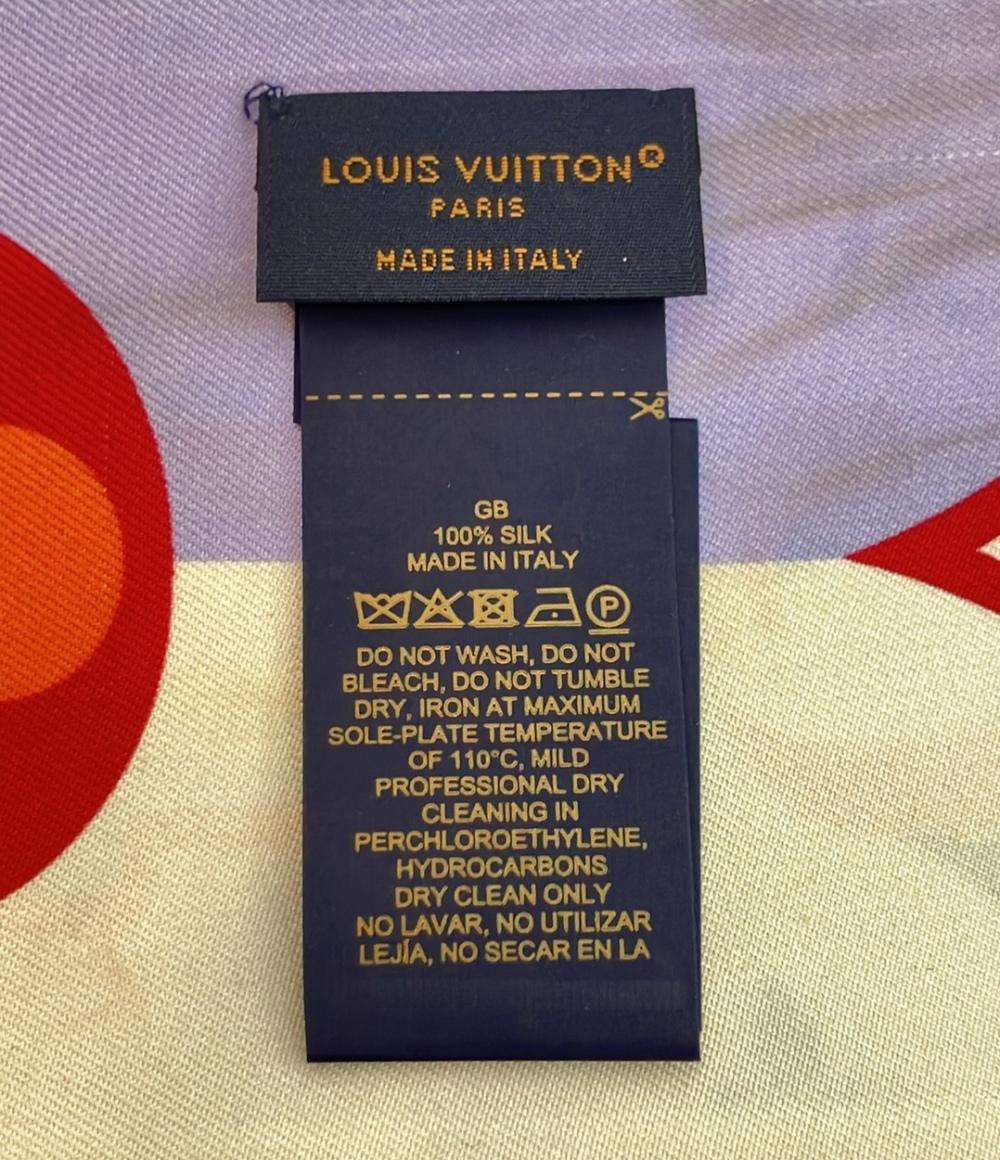 LOUIS VUITTON®
PARIS
MADE IN ITALY
GB
100% SILK
MADE IN ITALY
P
DO NOT WASH, DO NOT
BLEACH, DO NOT TUMBLE
DRY, IRON AT MAXIMUM
SOLE-PLATE TEMPERATURE
OF 110°C, MILD
PROFESSIONAL DRY
CLEANING IN
PERCHLOROETHYLENE,
HYDROCARBONS
DRY CLEAN ONLY
NO LAVAR, NO UTILIZAR
LEJÍA, NO SECAR EN LA